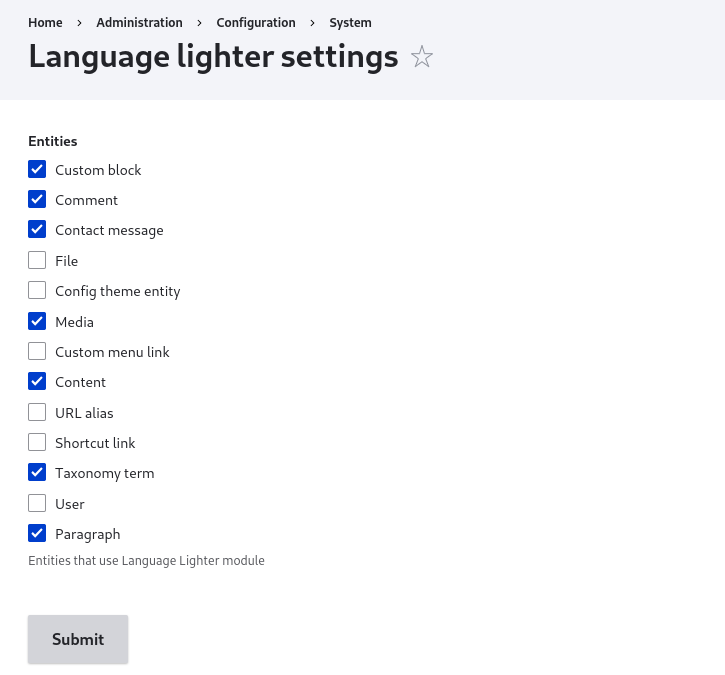 Home > Administration > Configuration > System
Language lighter settings
Entities
Custom block
Comment
Contact message
File
Config theme entity
Media
Custom menu link
Content
URL alias
Shortcut link
Taxonomy term
User
Paragraph
Entities that use Language Lighter module
Submit